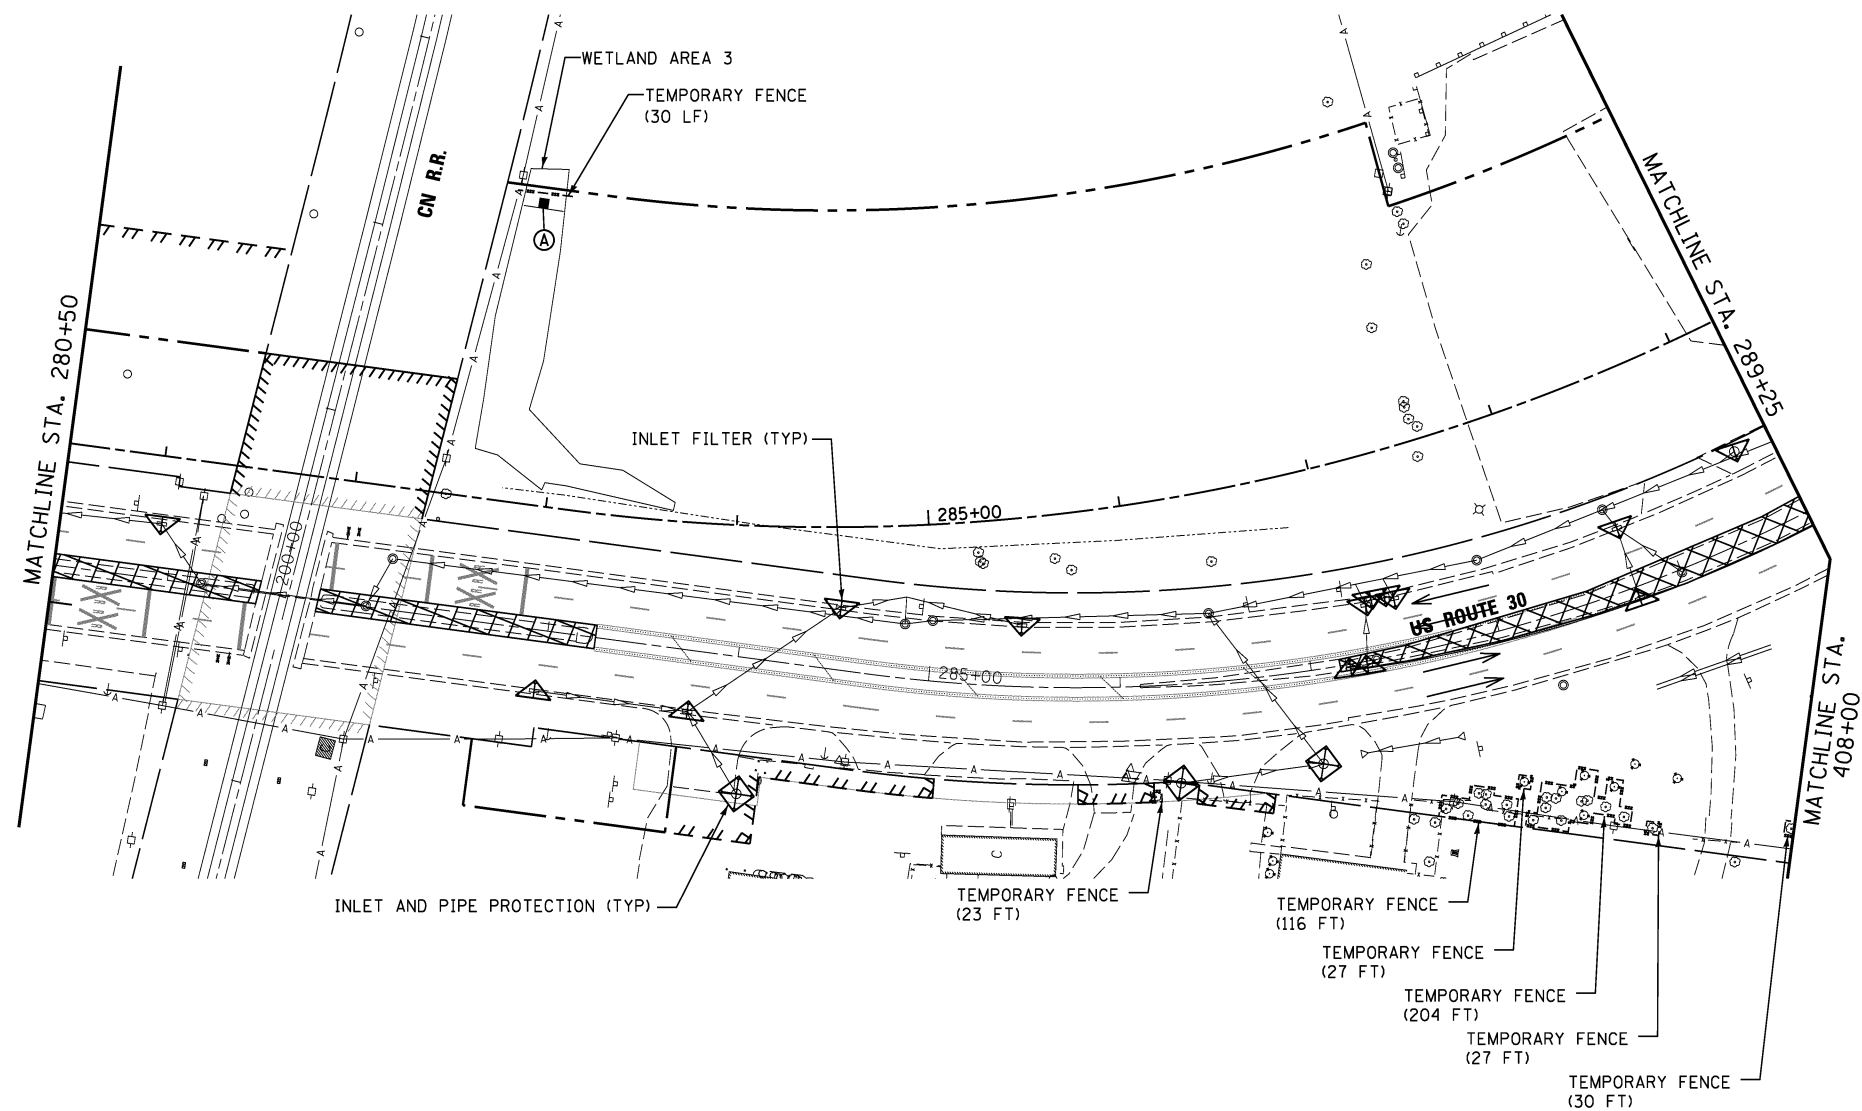 WETLAND AREA 3
TEMPORARY FENCE
(30 LF)
CN R.R.
A
MATCHLINE STA. 280+50
MATCHLINE STA. 289+25
INLET FILTER (TYP)
285+00
200+00
US ROUTE 30
285+00
MATCHLINE STA.
408+00
C
INLET AND PIPE PROTECTION (TYP)
TEMPORARY FENCE
(23 FT)
TEMPORARY FENCE
(116 FT)
TEMPORARY FENCE
(27 FT)
TEMPORARY FENCE
(204 FT)
TEMPORARY FENCE
(27 FT)
TEMPORARY FENCE
(30 FT)